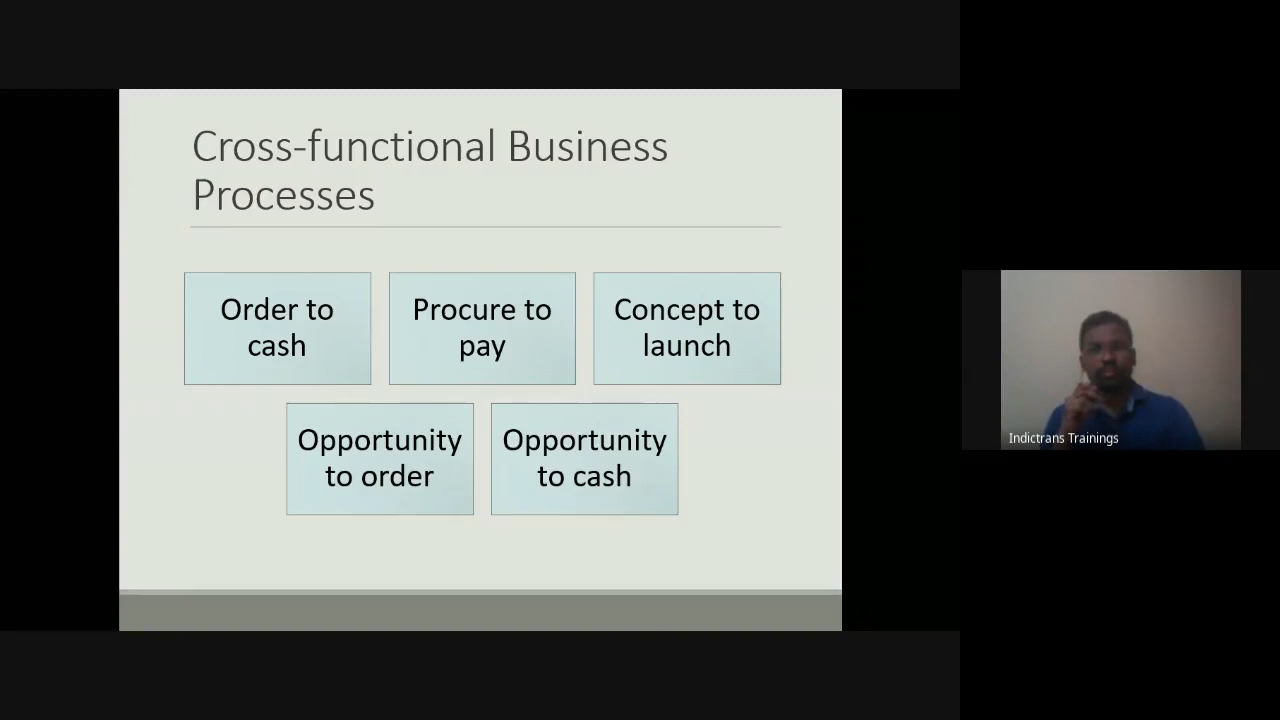 Cross-functional Business
Processes
Order to
cash
Procure to
pay
Concept to
launch
Opportunity
to order
Opportunity
to cash
Indictrans Trainings